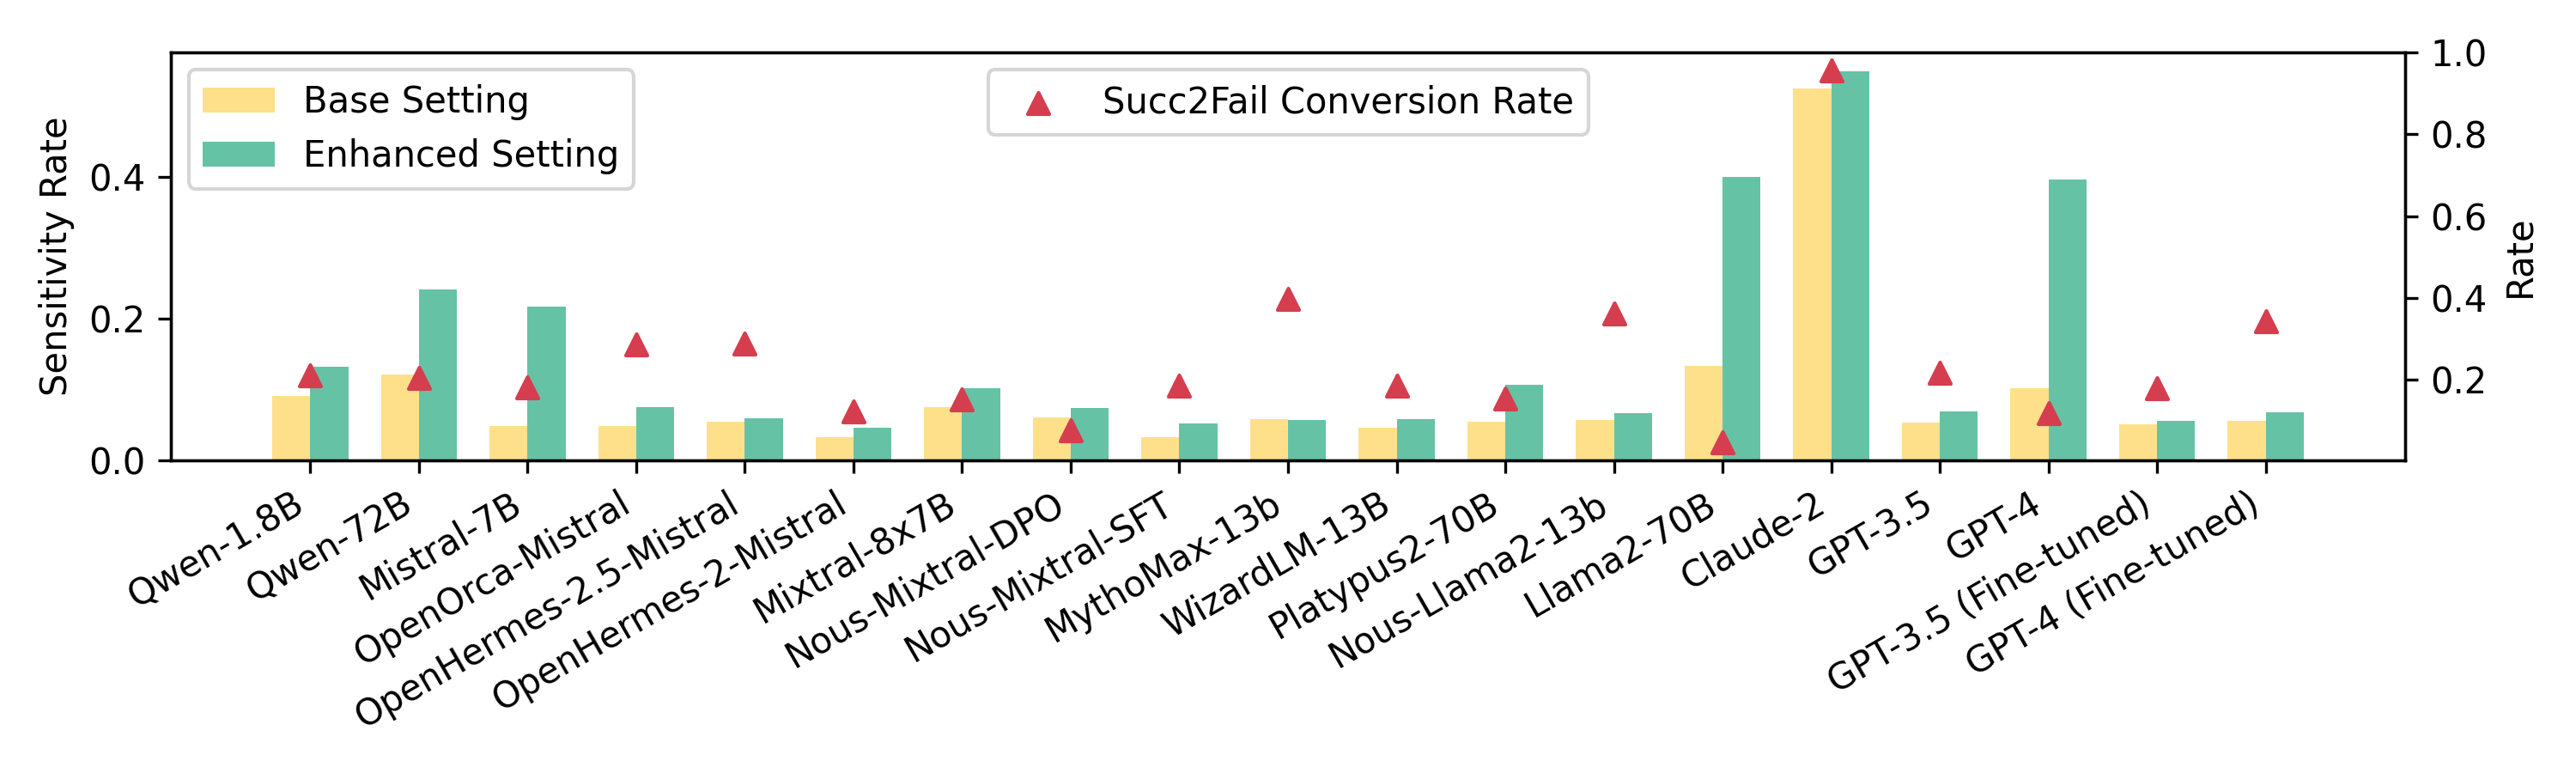 Base Setting
Enhanced Setting
Succ2Fail Conversion Rate
Sensitivity Rate
0.4
0.2
0.0
1.0
0.8
0.6
0.4
0.2
Rate
Qwen-1.8B
Qwen-72B
Mistral-7B
OpenOrca-Mistral
OpenHermes-2.5-Mistral
OpenHermes-2-Mistral
Mixtral-8x7B
Nous-Mixtral-DPO
Nous-Mixtral-SFT
MythoMax-13b
WizardLM-13B
Platypus2-70B
Nous-Llama2-13b
Llama2-70B
Claude-2
GPT-3.5
GPT-4
GPT-3.5 (Fine-tuned)
GPT-4 (Fine-tuned)